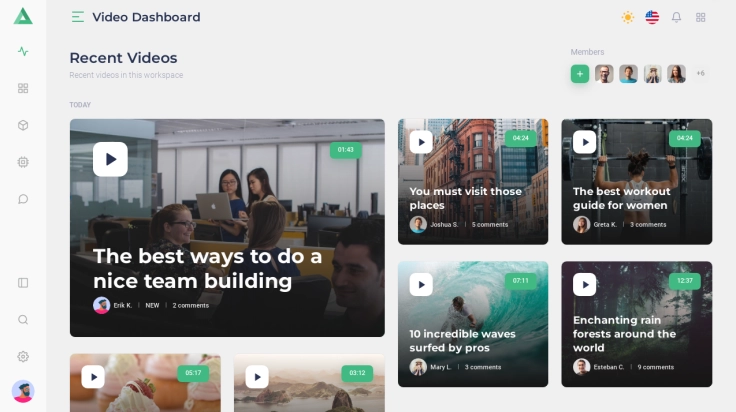 Video Dashboard
Recent Videos
Recent videos in this workspace
Members
+6
TODAY
01:43
The best ways to do a
nice team building
Erik K. | NEW | 2 comments
04:24
You must visit those
places
Joshua S. | 5 comments
04:24
The best workout
guide for women
Greta K. | 3 comments
07:11
10 incredible waves
surfed by pros
Mary L. | 3 comments
12:37
Enchanting rain
forests around the
world
Esteban C. | 9 comments
05:17
03:12